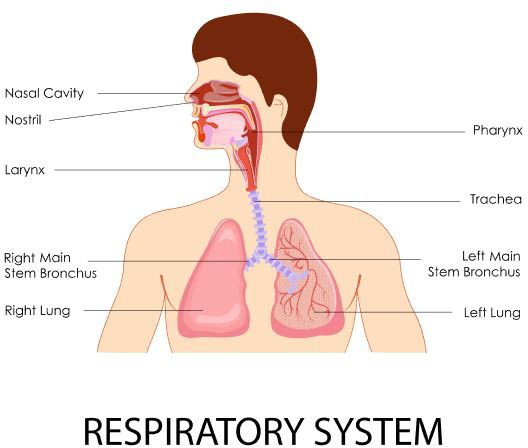 Nasal Cavity
Nostril
Pharynx
Larynx
Trachea
Right Main
Stem Bronchus
Left Main
Stem Bronchus
Right Lung
Left Lung
RESPIRATORY SYSTEM